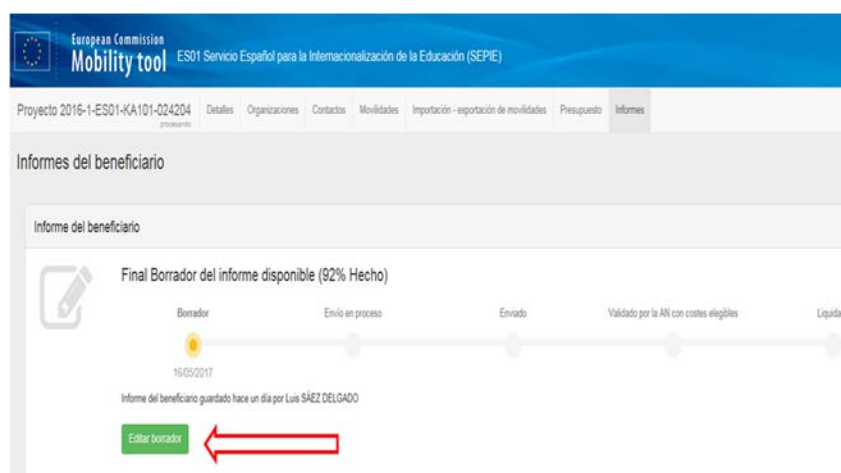 European Commission
Mobility tool ES01 Servicio Español para la Internacionalización de la Educación (SEPIE)
Proyecto 2016-1-ES01-KA101-024204 Detalles Organizaciones Contactos Movilidades Importación - exportación de movilidades Presupuesto Informes
procesando
Informes del beneficiario
Informe del beneficiario
Final Borrador del informe disponible (92% Hecho)
Borrador Envío en proceso Enviado Validado por la AN con costes elegibles Liquida
16/05/2017
Informe del beneficiario guardado hace un día por Luis SÁEZ DELGADO
Editar borrador